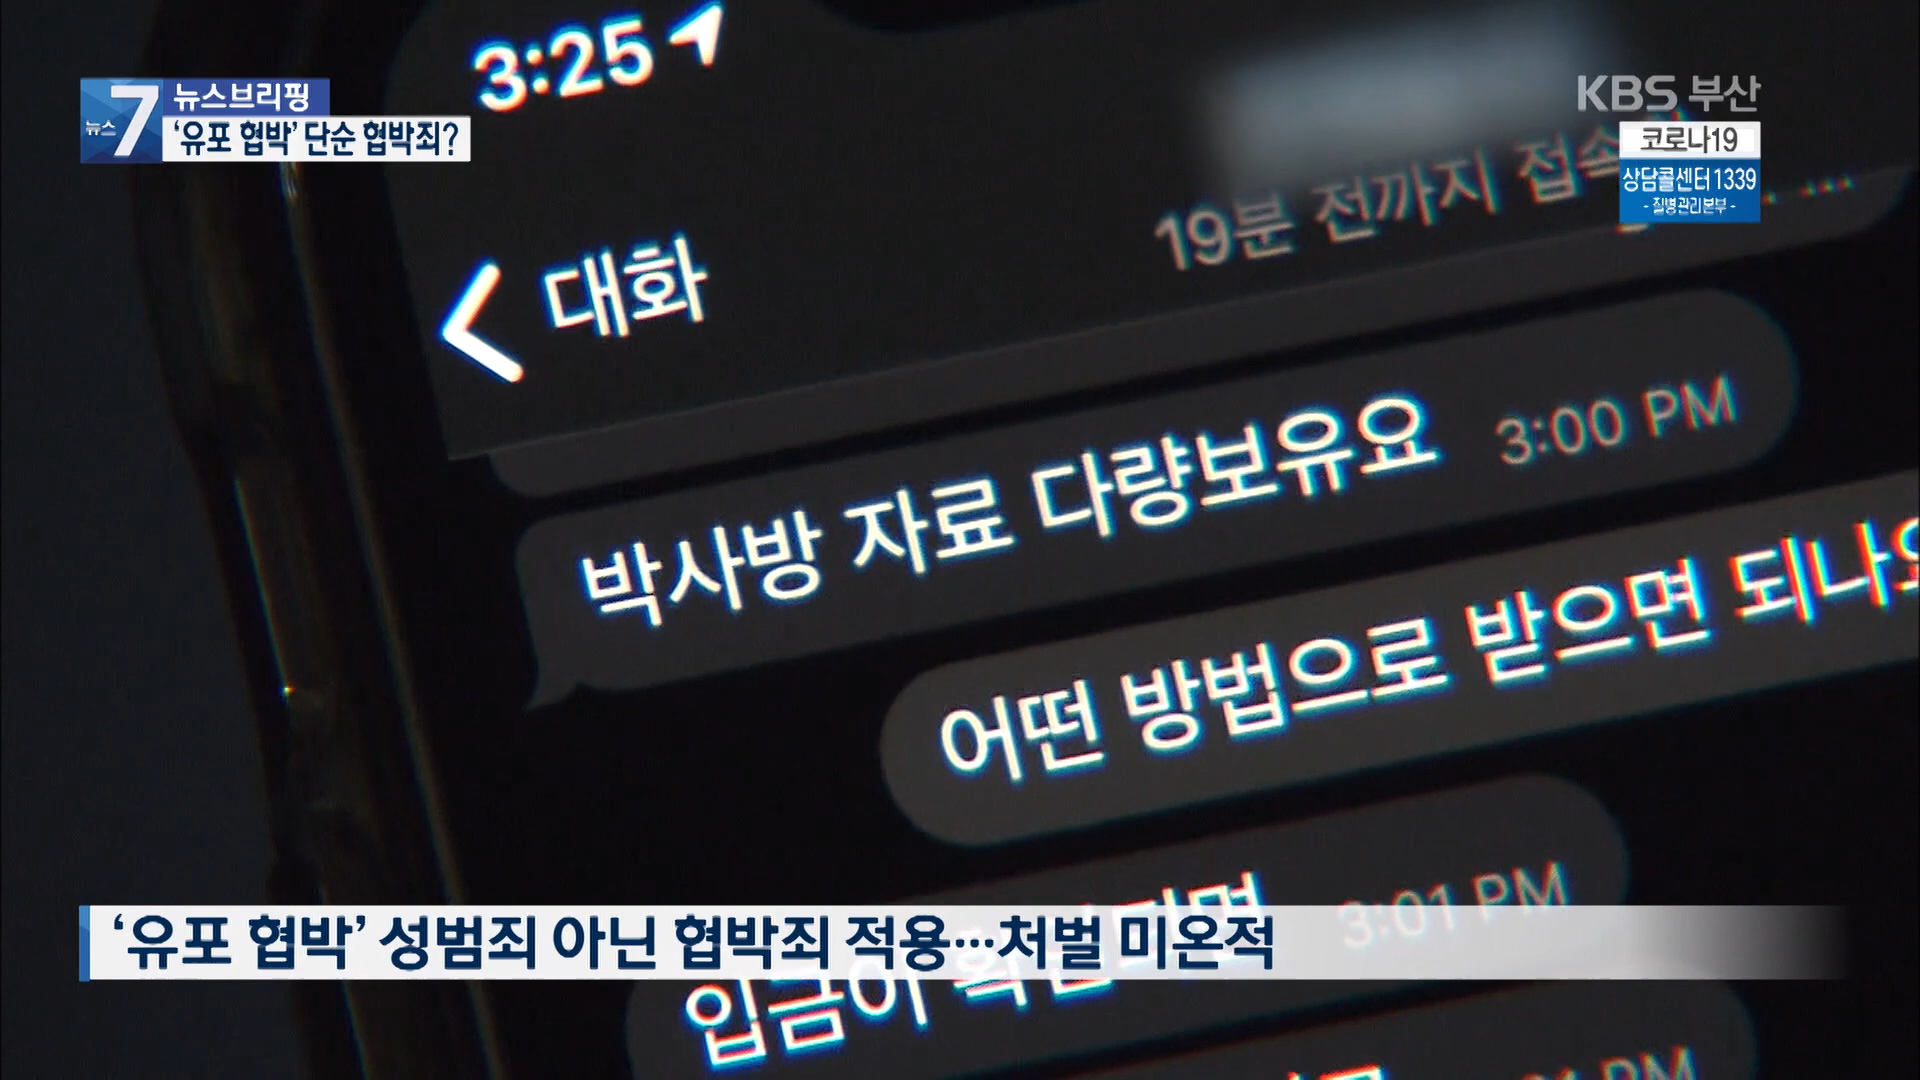 3:25
뉴스 7
뉴스브리핑
‘유포 협박’ 단순 협박죄?
KBS 부산
코로나19
상담콜센터 1339
- 질병관리본부 -
19분 전까지 접속
대화
박사방 자료 다량보유요 3:00 PM
어떤 방법으로 받으면
3:01 PM
‘유포 협박’ 성범죄 아닌 협박죄 적용…처벌 미온적
입금이
PM